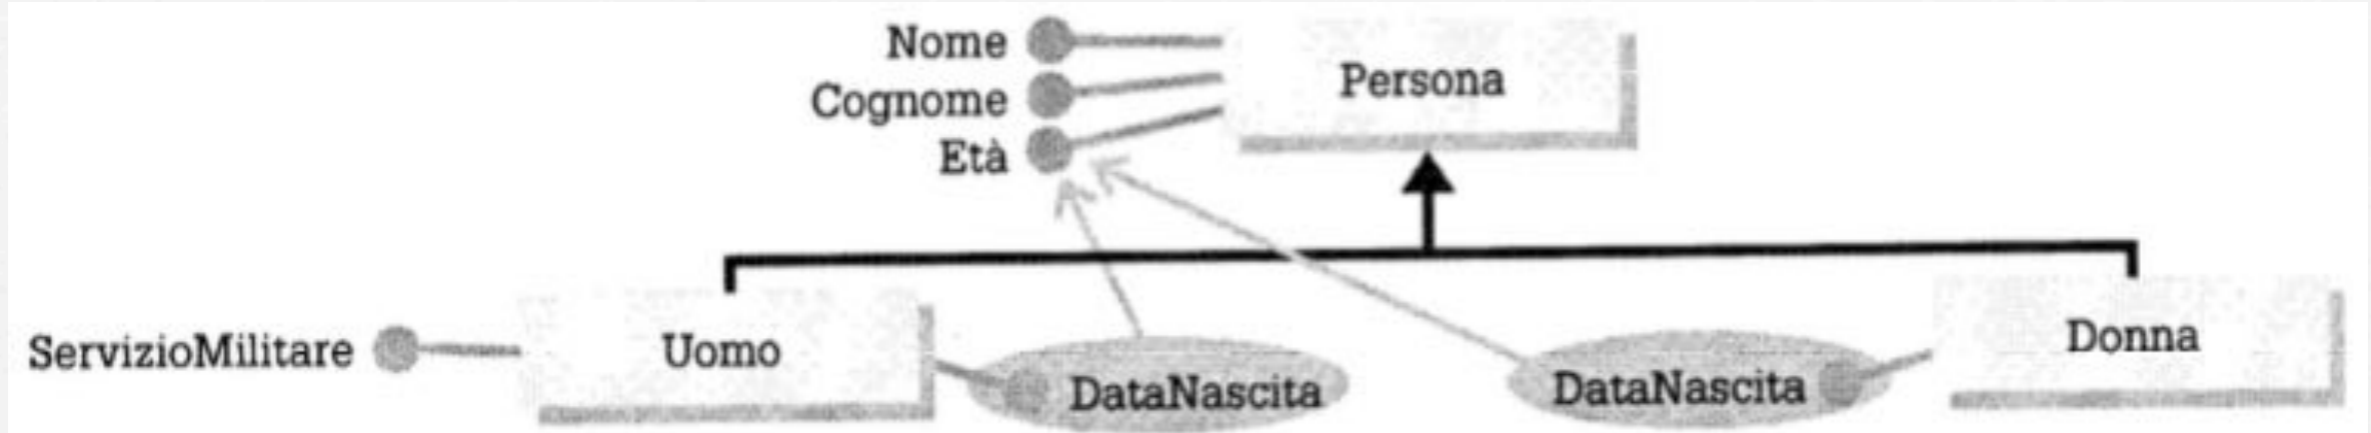 Nome
Persona
Cognome
Età
ServizioMilitare
Uomo
DataNascita
DataNascita
Donna